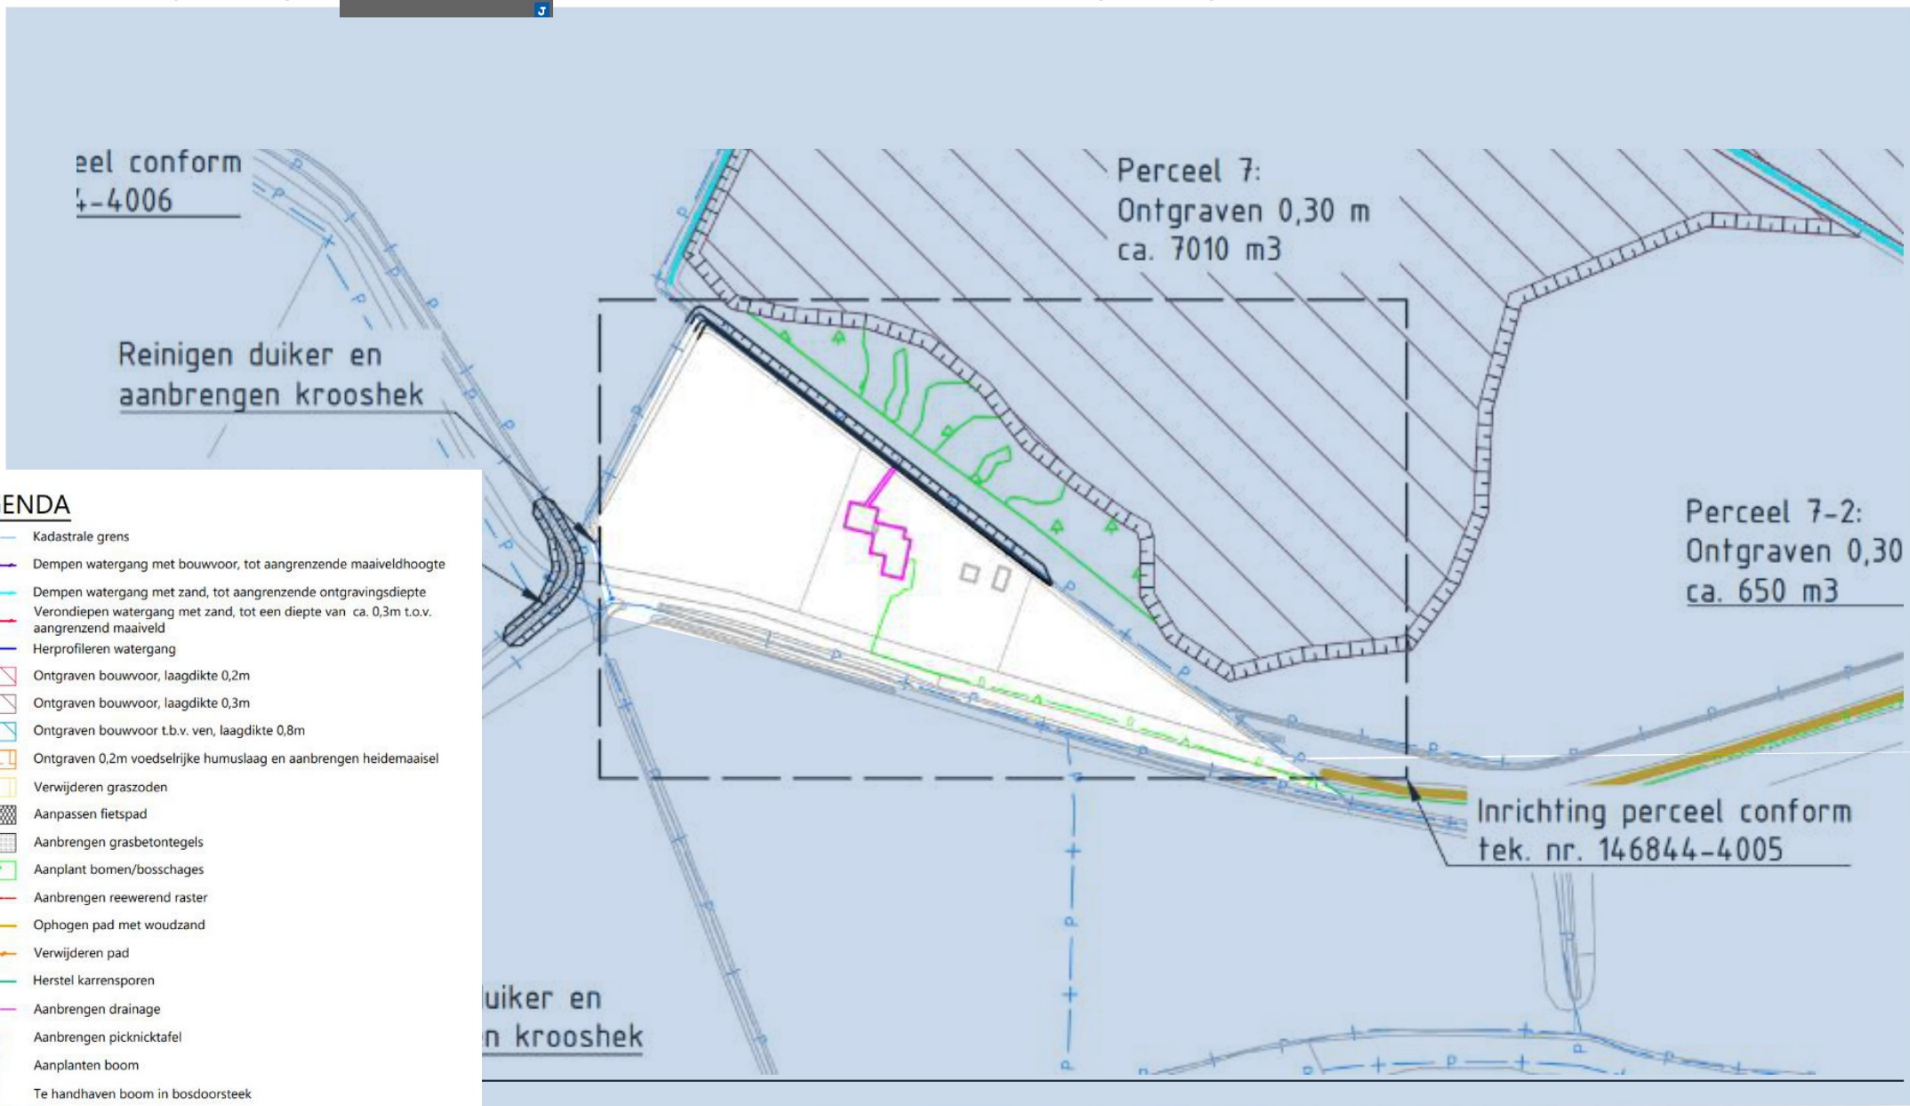 eel conform
4-4006
Perceel 7:
Ontgraven 0,30 m
ca. 7010 m3
Reinigen duiker en
aanbrengen krooshek
Perceel 7-2:
Ontgraven 0,30
ca. 650 m3
Inrichting perceel conform
tek. nr. 146844-4005
uiker en
n krooshek
ENDA
Kadastrale grens
Dempen watergang met bouwvoor, tot aangrenzende maaiveldhoogte
Dempen watergang met zand, tot aangrenzende ontgravingsdiepte
Verondiepen watergang met zand, tot een diepte van ca. 0,3m t.o.v.
aangrenzend maaiveld
Herprofileren watergang
Ontgraven bouwvoor, laagdikte 0,2m
Ontgraven bouwvoor, laagdikte 0,3m
Ontgraven bouwvoor t.b.v. ven, laagdikte 0,8m
Ontgraven 0,2m voedselrijke humuslaag en aanbrengen heidemaaisel
Verwijderen graszoden
Aanpassen fietspad
Aanbrengen grasbetontegels
Aanplant bomen/bosschages
Aanbrengen reewerend raster
Ophogen pad met woudzand
Verwijderen pad
Herstel karrensporen
Aanbrengen drainage
Aanbrengen picknicktafel
Aanplanten boom
Te handhaven boom in bosdoorsteek